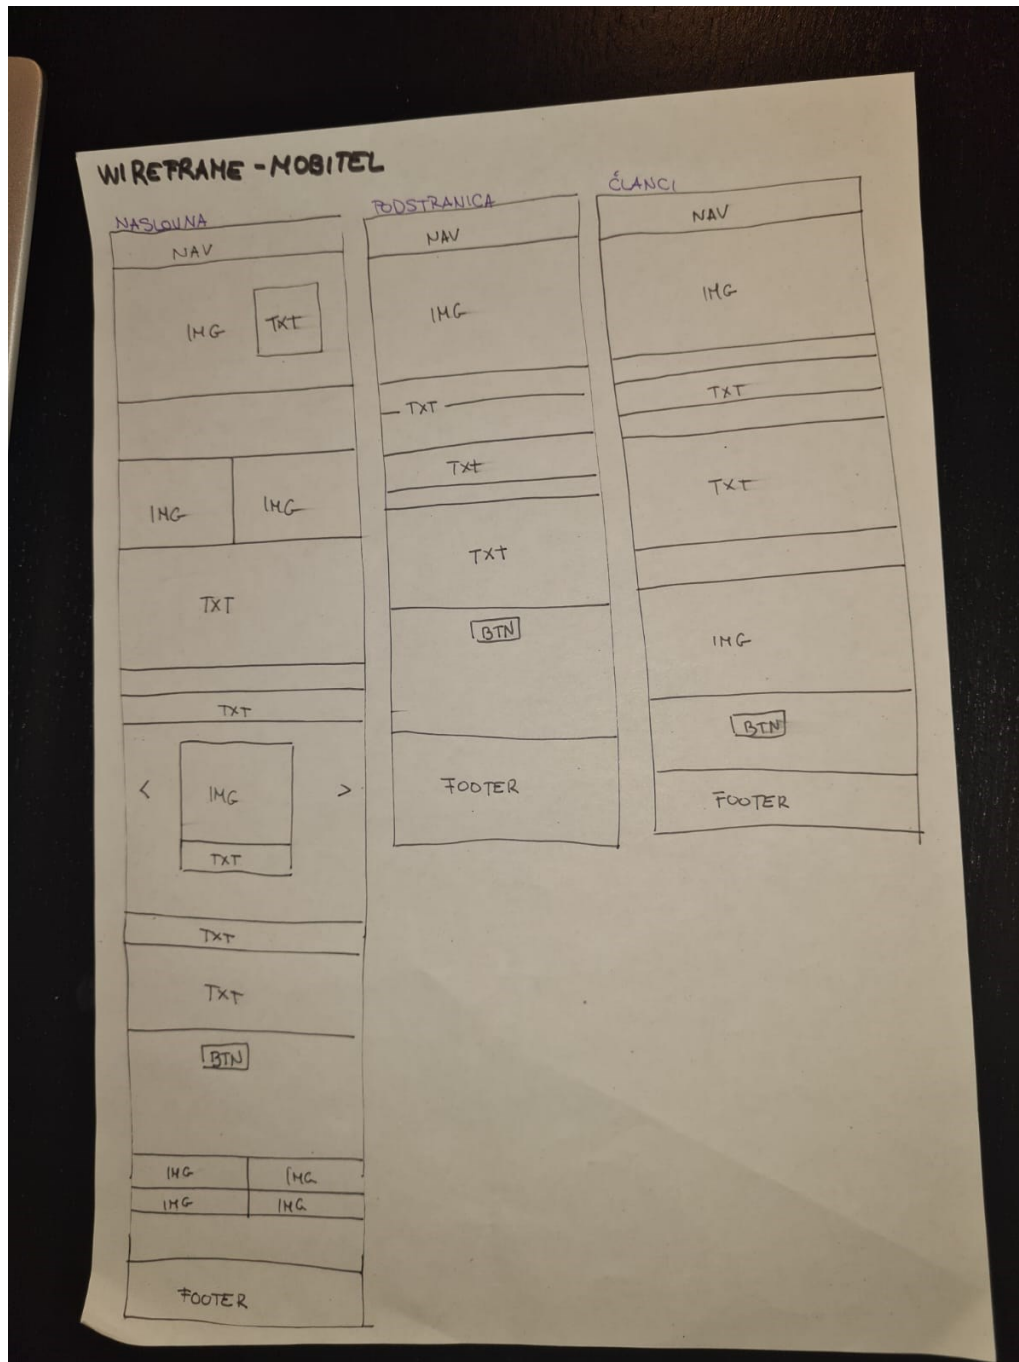 WIREFRAME - MOBITEL
NASLOVNA
NAV
IMG TXT
IMG IMG
TXT
TXT
< IMG >
TXT
TXT
TXT
BTN
IMG IMG
IMG IMG
FOOTER
PODSTRANICA
NAV
IMG
TXT
TXT
TXT
BTN
FOOTER
ČLANCI
NAV
IMG
TXT
TXT
IMG
BTN
FOOTER